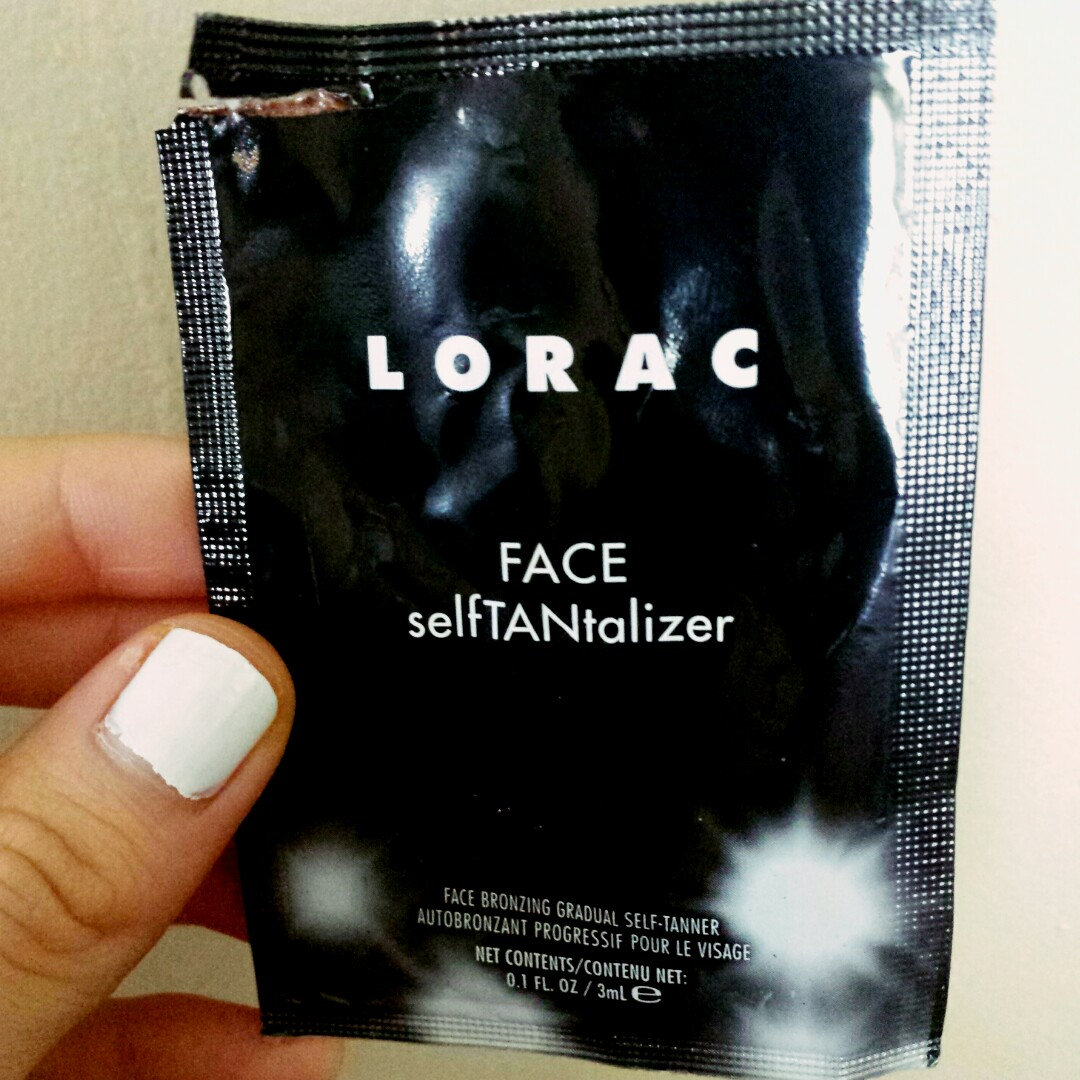 LORAC
FACE
selfTANtalizer
FACE BRONZING GRADUAL SELF-TANNER
AUTOBRONZANT PROGRESSIF POUR LE VISAGE
NET CONTENTS/CONTENU NET:
0.1 FL. OZ / 3mL ℮